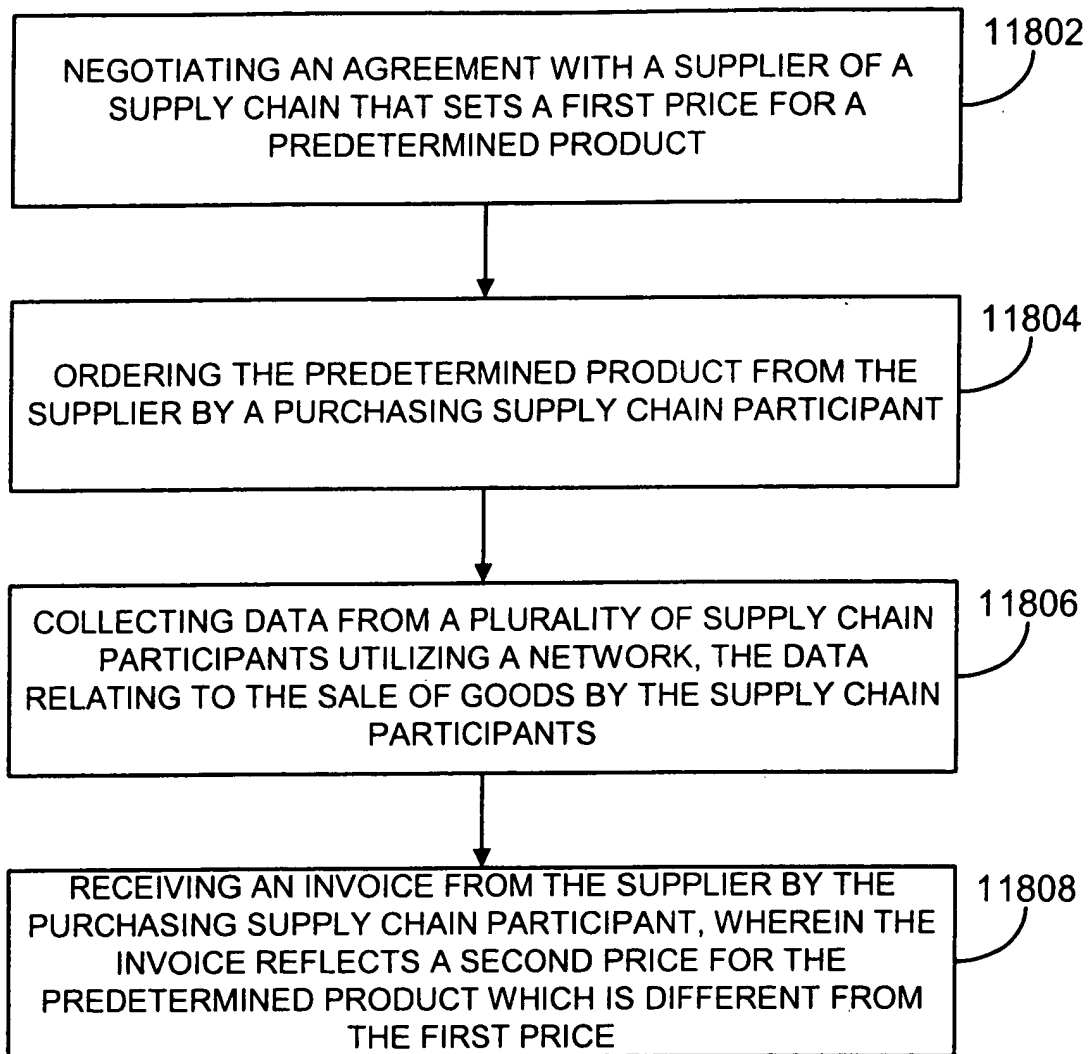 11802
NEGOTIATING AN AGREEMENT WITH A SUPPLIER OF A
SUPPLY CHAIN THAT SETS A FIRST PRICE FOR A
PREDETERMINED PRODUCT
11804
ORDERING THE PREDETERMINED PRODUCT FROM THE
SUPPLIER BY A PURCHASING SUPPLY CHAIN PARTICIPANT
11806
COLLECTING DATA FROM A PLURALITY OF SUPPLY CHAIN
PARTICIPANTS UTILIZING A NETWORK, THE DATA
RELATING TO THE SALE OF GOODS BY THE SUPPLY CHAIN
PARTICIPANTS
11808
RECEIVING AN INVOICE FROM THE SUPPLIER BY THE
PURCHASING SUPPLY CHAIN PARTICIPANT, WHEREIN THE
INVOICE REFLECTS A SECOND PRICE FOR THE
PREDETERMINED PRODUCT WHICH IS DIFFERENT FROM
THE FIRST PRICE